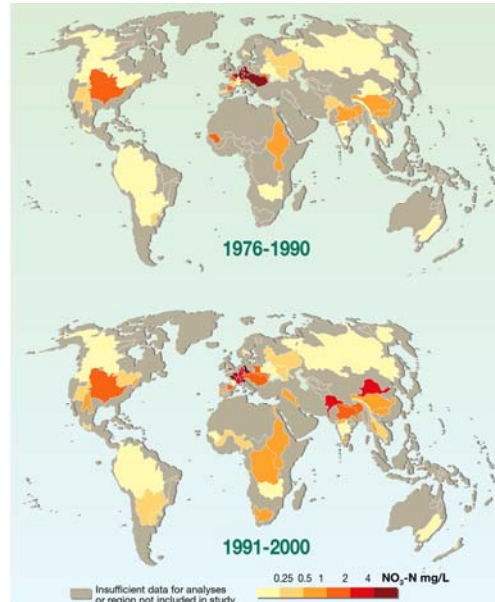 1976-1990
1991-2000
0.25 0.5 1 2 4 NO₃-N mg/L
Insufficient data for analyses
or region not included in study